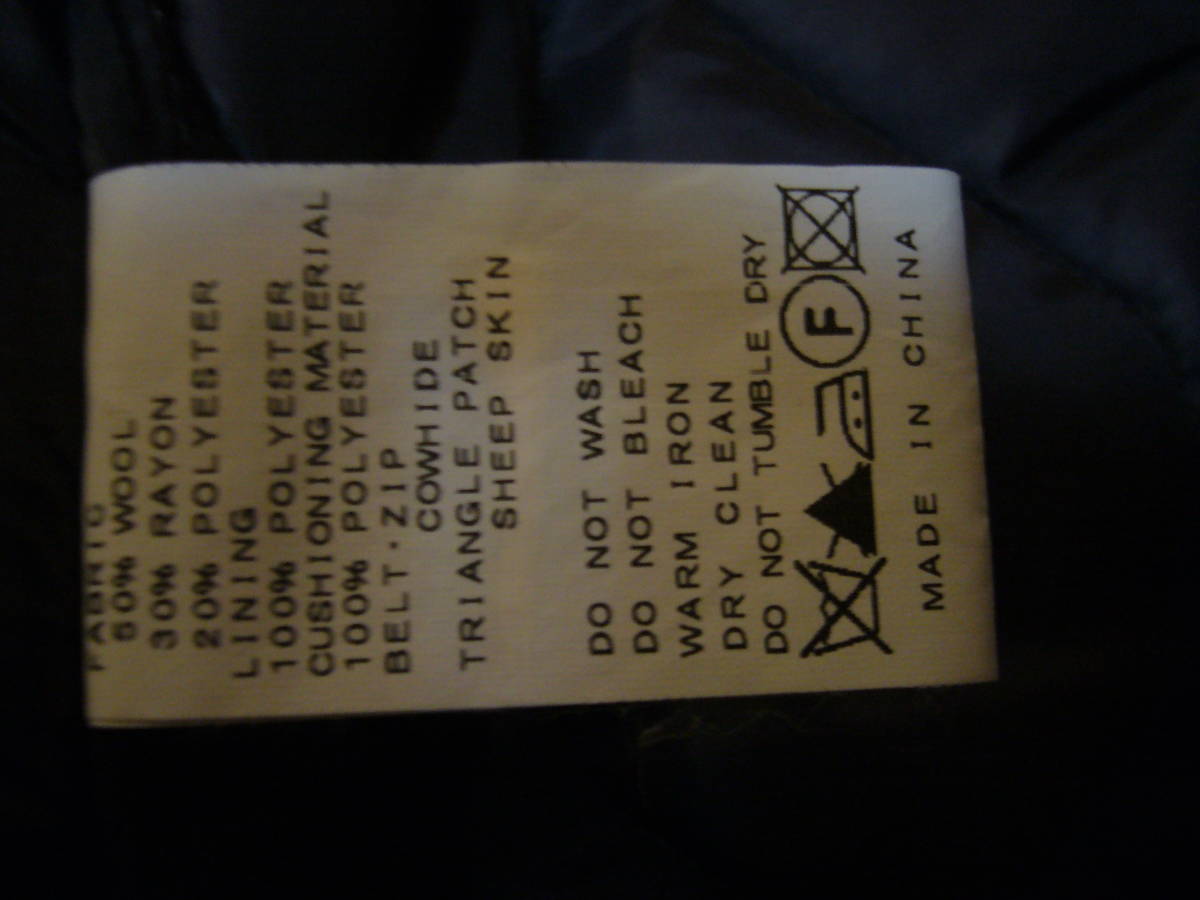 FABRIC
50% WOOL
30% RAYON
20% POLYESTER
LINING
100% POLYESTER
CUSHIONING MATERIAL
100% POLYESTER
BELT·ZIP
COWHIDE
TRIANGLE PATCH
SHEEP SKIN
DO NOT WASH
DO NOT BLEACH
WARM IRON
DRY CLEAN
DO NOT TUMBLE DRY
F
MADE IN CHINA